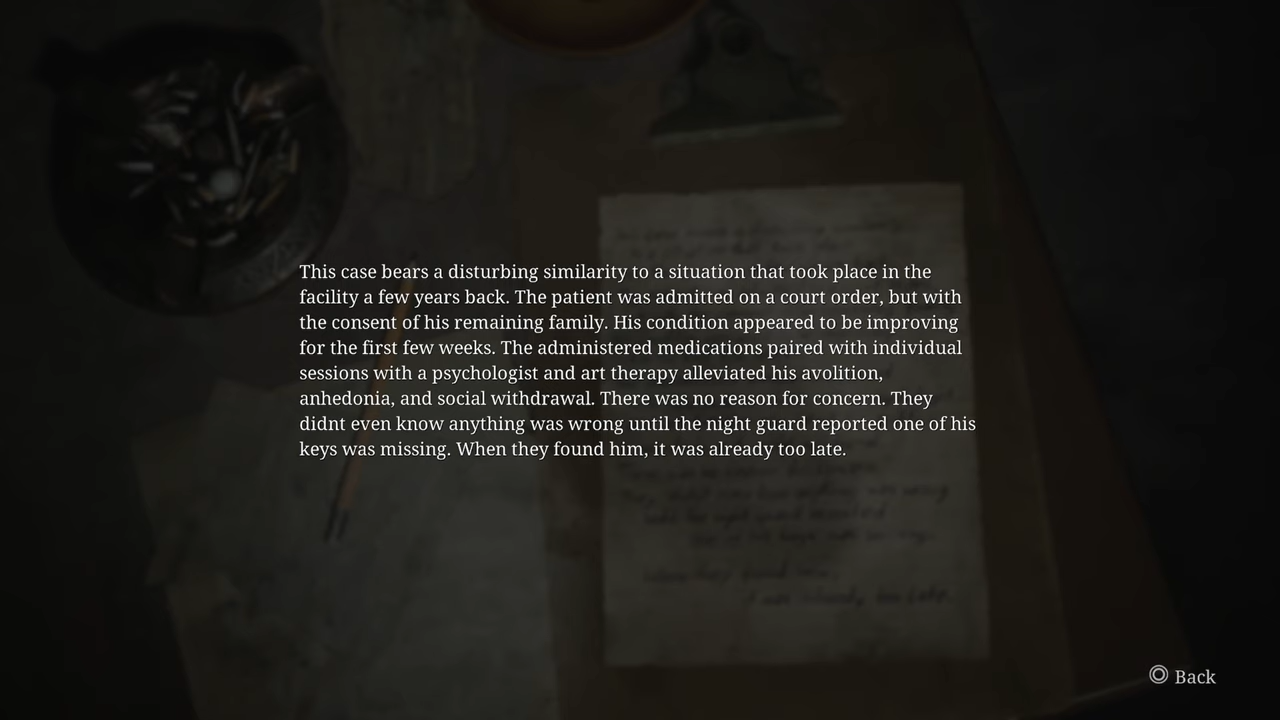 This case bears a disturbing similarity to a situation that took place in the
facility a few years back. The patient was admitted on a court order, but with
the consent of his remaining family. His condition appeared to be improving
for the first few weeks. The administered medications paired with individual
sessions with a psychologist and art therapy alleviated his avolition,
anhedonia, and social withdrawal. There was no reason for concern. They
didnt even know anything was wrong until the night guard reported one of his
keys was missing. When they found him, it was already too late.
Back